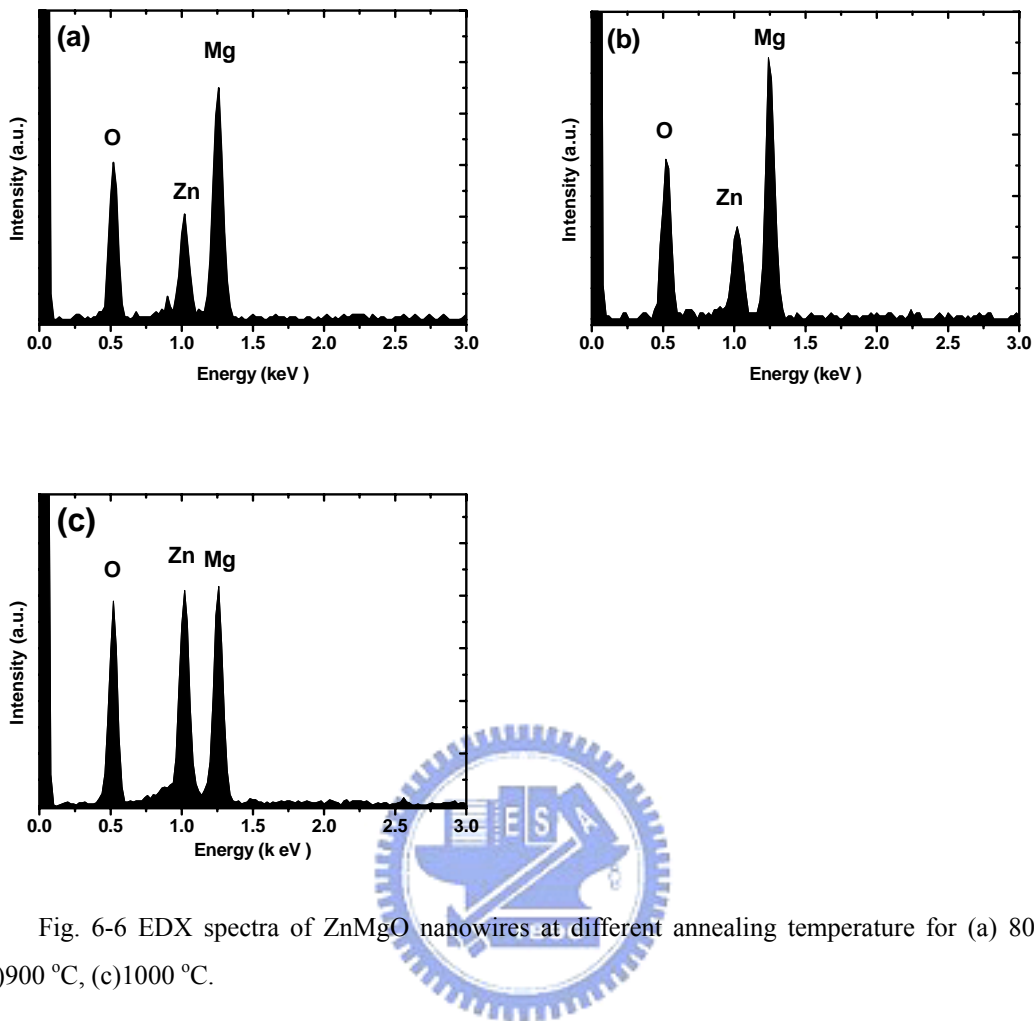 (a)
Mg
O
Zn
Intensity (a.u.)
0.0 0.5 1.0 1.5 2.0 2.5 3.0
Energy (keV )
(b)
Mg
O
Zn
Intensity (a.u.)
0.0 0.5 1.0 1.5 2.0 2.5 3.0
Energy (keV )
(c)
Zn Mg
O
Intensity (a.u.)
0.0 0.5 1.0 1.5 2.0 2.5 3.0
Energy (k eV )
E S A
Fig. 6-6 EDX spectra of ZnMgO nanowires at different annealing temperature for (a) 80
)900 °C, (c)1000 °C.